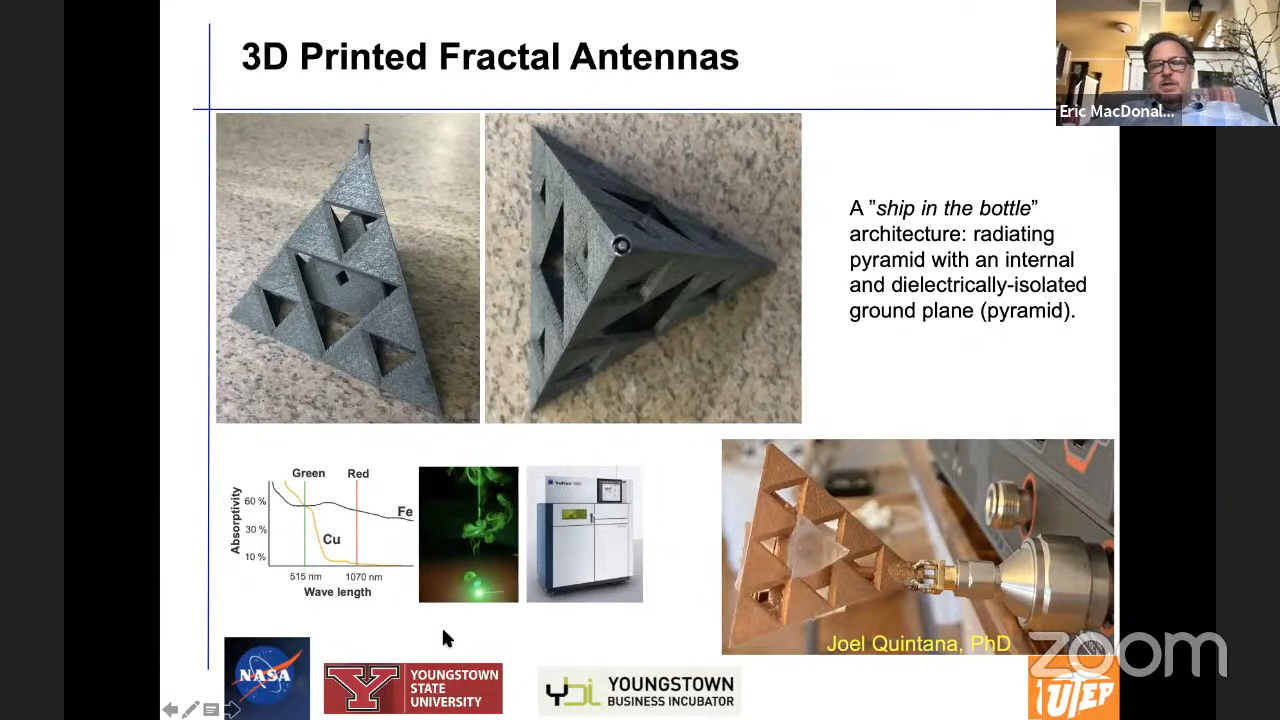 3D Printed Fractal Antennas
Eric MacDonal...
A "ship in the bottle"
architecture: radiating
pyramid with an internal
and dielectrically-isolated
ground plane (pyramid).
Green
Red
Absorptivity
60 %
30 %
10 %
Fe
Cu
515 nm
1070 nm
Wave length
Joel Quintana, PhD
zoom
NASA
Y
YOUNGSTOWN
STATE
UNIVERSITY
ybi
YOUNGSTOWN
BUSINESS INCUBATOR
UTEP